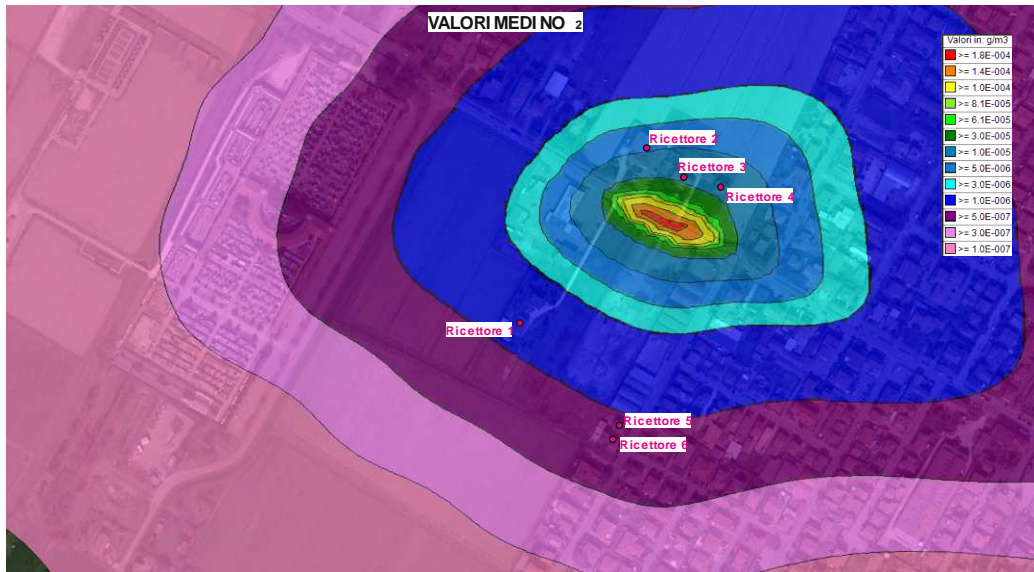 VALORI MEDI NO 2
Valori in: g/m3
>= 1.8E-004
>= 1.4E-004
>= 1.0E-004
>= 8.1E-005
>= 6.1E-005
>= 3.0E-005
>= 1.0E-005
>= 5.0E-006
>= 3.0E-006
>= 1.0E-006
>= 5.0E-007
>= 3.0E-007
>= 1.0E-007
Ricettore 2
Ricettore 3
Ricettore 4
Ricettore 1
Ricettore 5
Ricettore 6